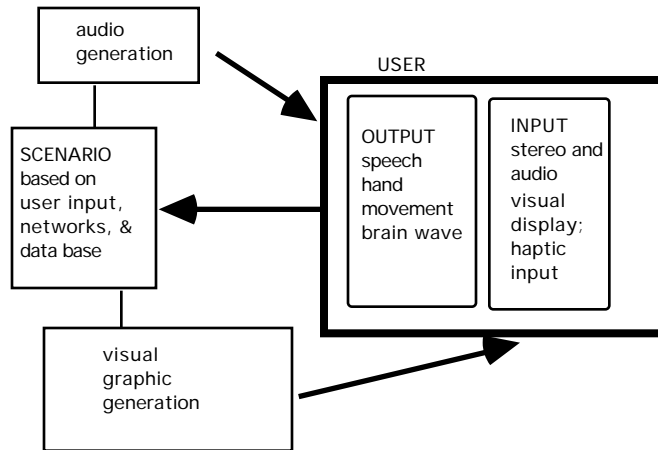 audio
generation
USER
SCENARIO
based on
user input,
networks, &
data base
OUTPUT
speech
hand
movement
brain wave
INPUT
stereo and
audio
visual
display;
haptic
input
visual
graphic
generation